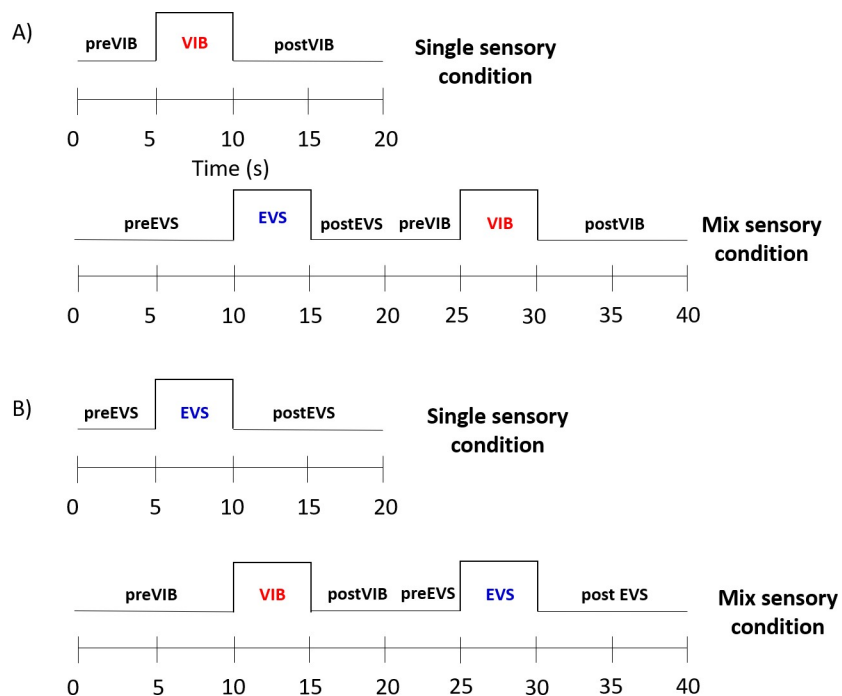 A)
preVIB VIB postVIB
Single sensory
condition
0 5 10 15 20
Time (s)
preEVS EVS postEVS preVIB VIB postVIB
Mix sensory
condition
0 5 10 15 20 25 30 35 40
B)
preEVS EVS postEVS
Single sensory
condition
0 5 10 15 20
preVIB VIB postVIB preEVS EVS post EVS
Mix sensory
condition
0 5 10 15 20 25 30 35 40